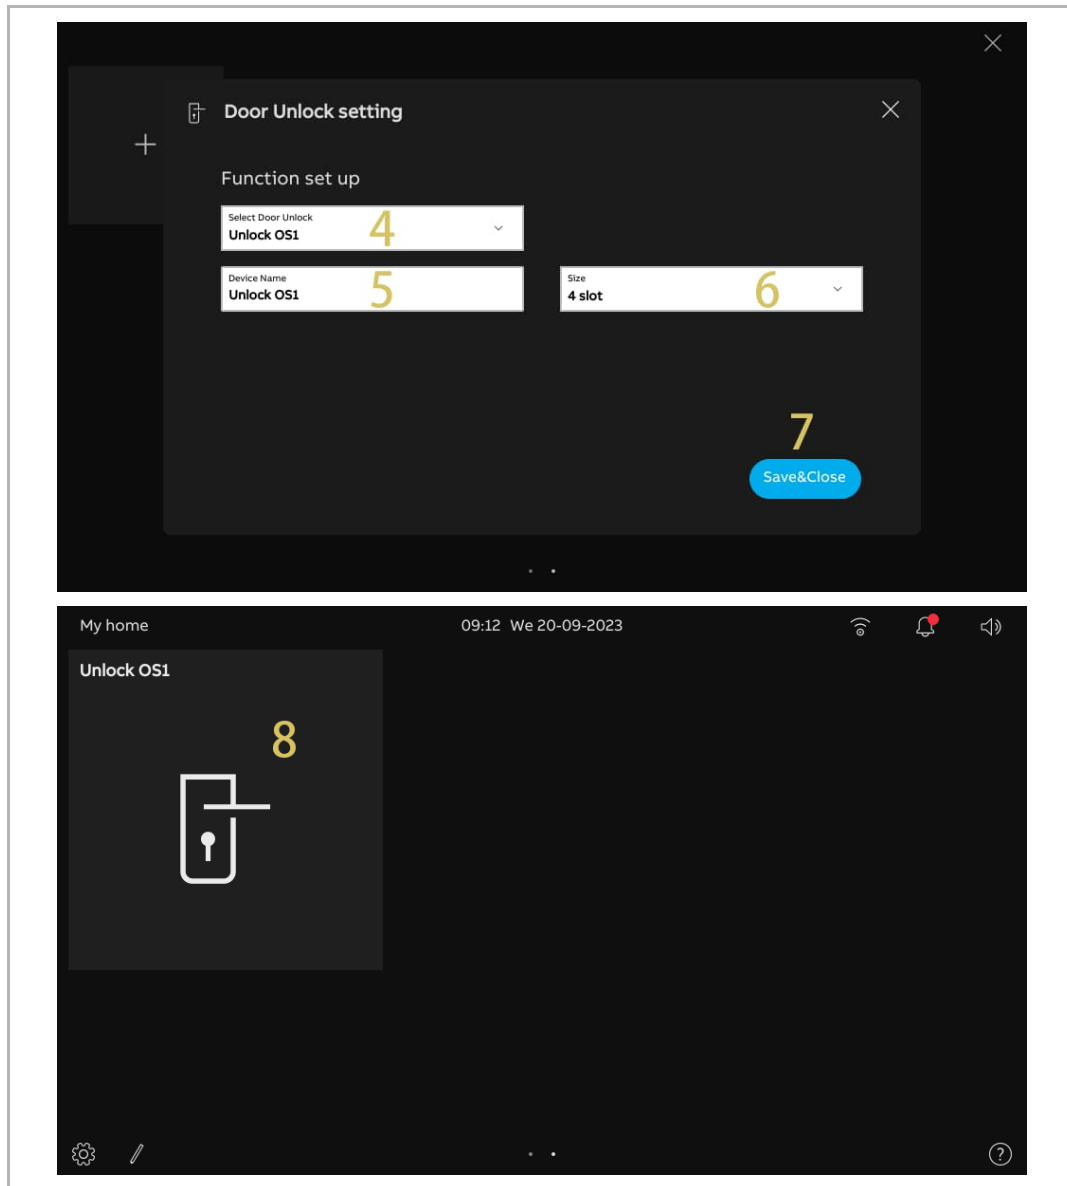 Door Unlock setting
Function set up
Select Door Unlock
Unlock OS1
4
Device Name
Unlock OS1
5
Size
4 slot
6
7
Save&Close
My home
09:12 We 20-09-2023
Unlock OS1
8
?